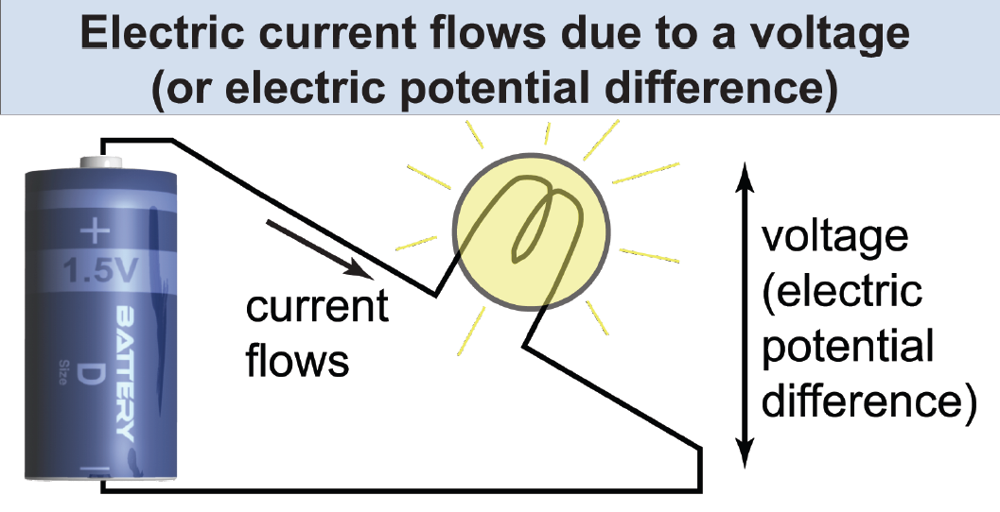 Electric current flows due to a voltage
(or electric potential difference)
+
1.5V
BATTERY
D
Size
current
flows
voltage
(electric
potential
difference)